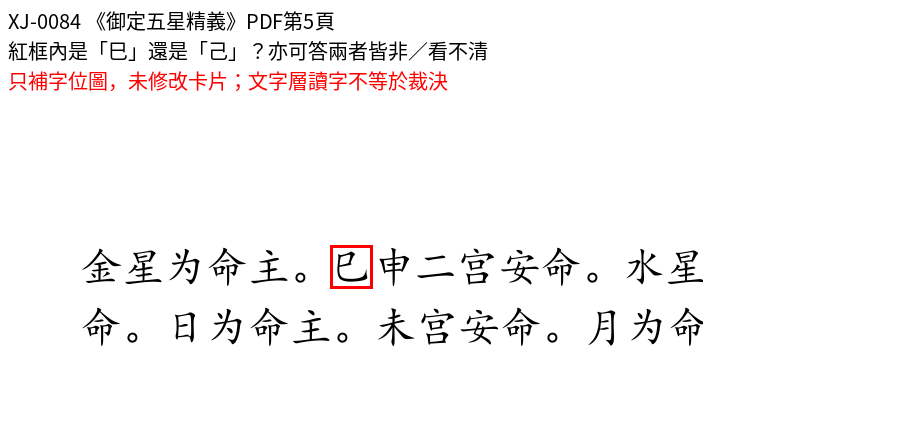 XJ-0084 《御定五星精義》PDF第5頁
紅框內是「巳」還是「己」？亦可答兩者皆非／看不清
只補字位圖，未修改卡片；文字層讀字不等於裁決
金星为命主。巳申二宫安命。水星
命。日为命主。未宫安命。月为命